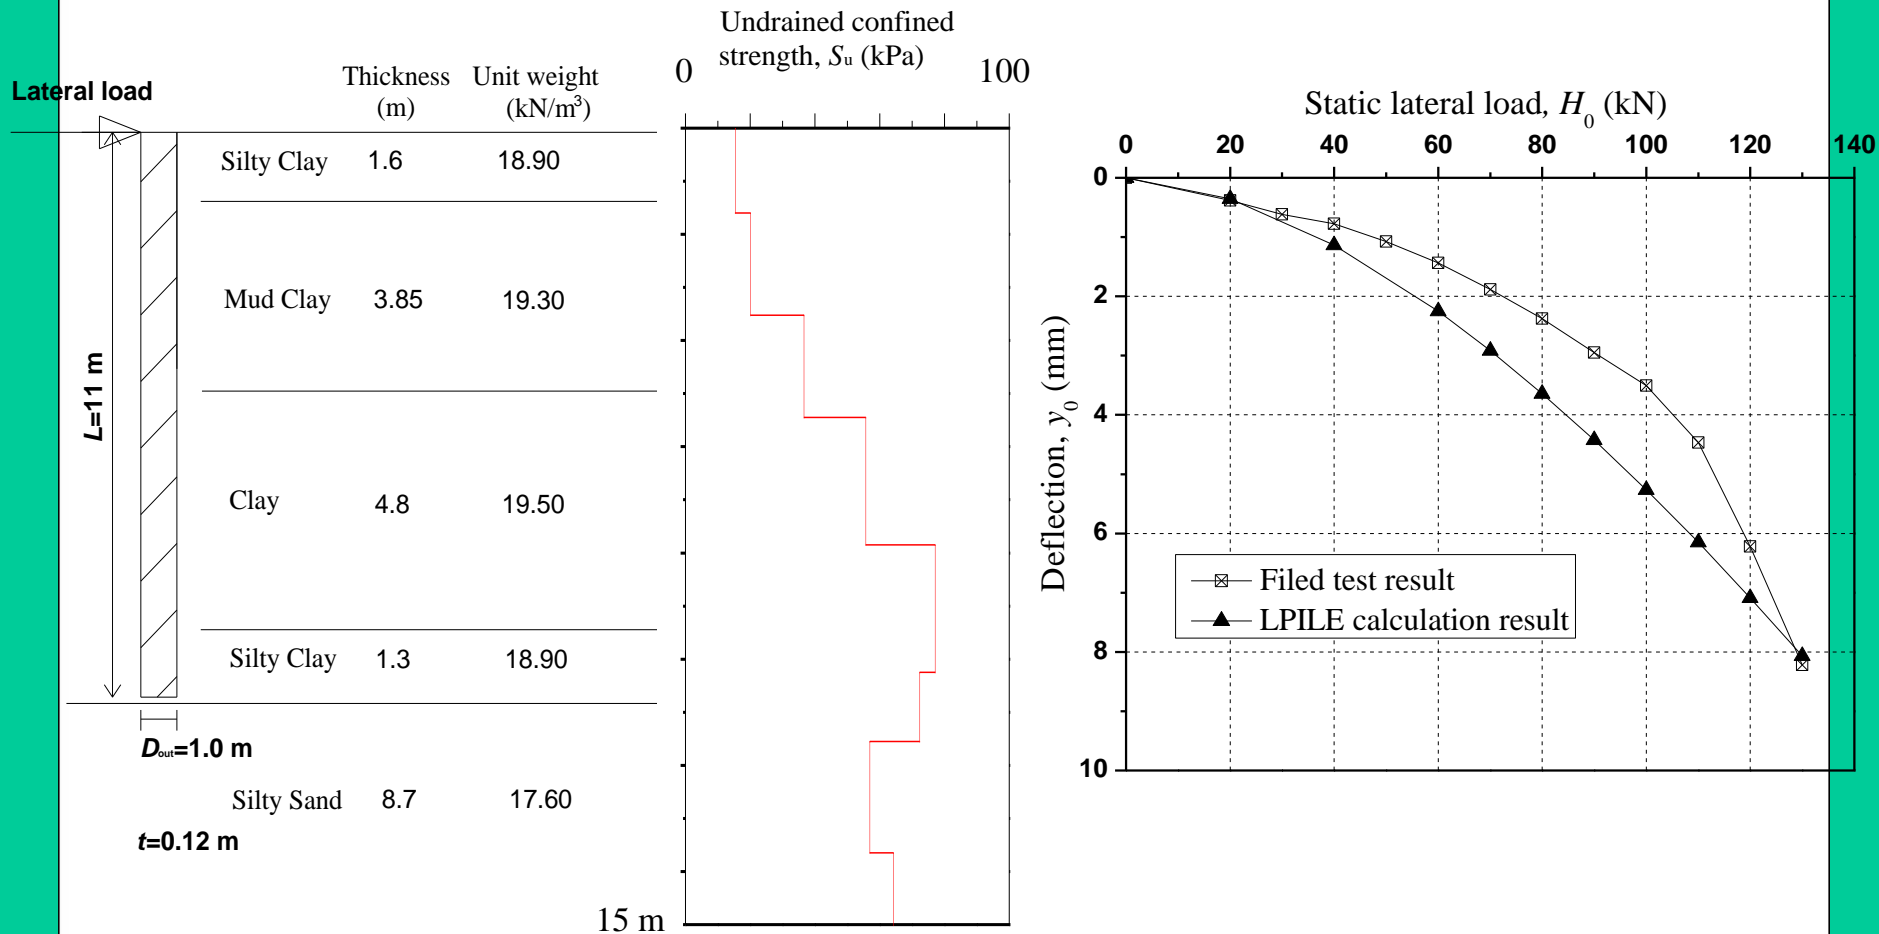 Undrained confined
strength, Su (kPa)
0 100
Thickness Unit weight
(m) (kN/m³)
Lateral load
Silty Clay 1.6 18.90
Mud Clay 3.85 19.30
L=11 m
Clay 4.8 19.50
Silty Clay 1.3 18.90
Dout=1.0 m
Silty Sand 8.7 17.60
t=0.12 m
15 m
Static lateral load, H0 (kN)
0 20 40 60 80 100 120 140
0
2
4
6
8
10
Deflection, y0 (mm)
Filed test result
LPILE calculation result